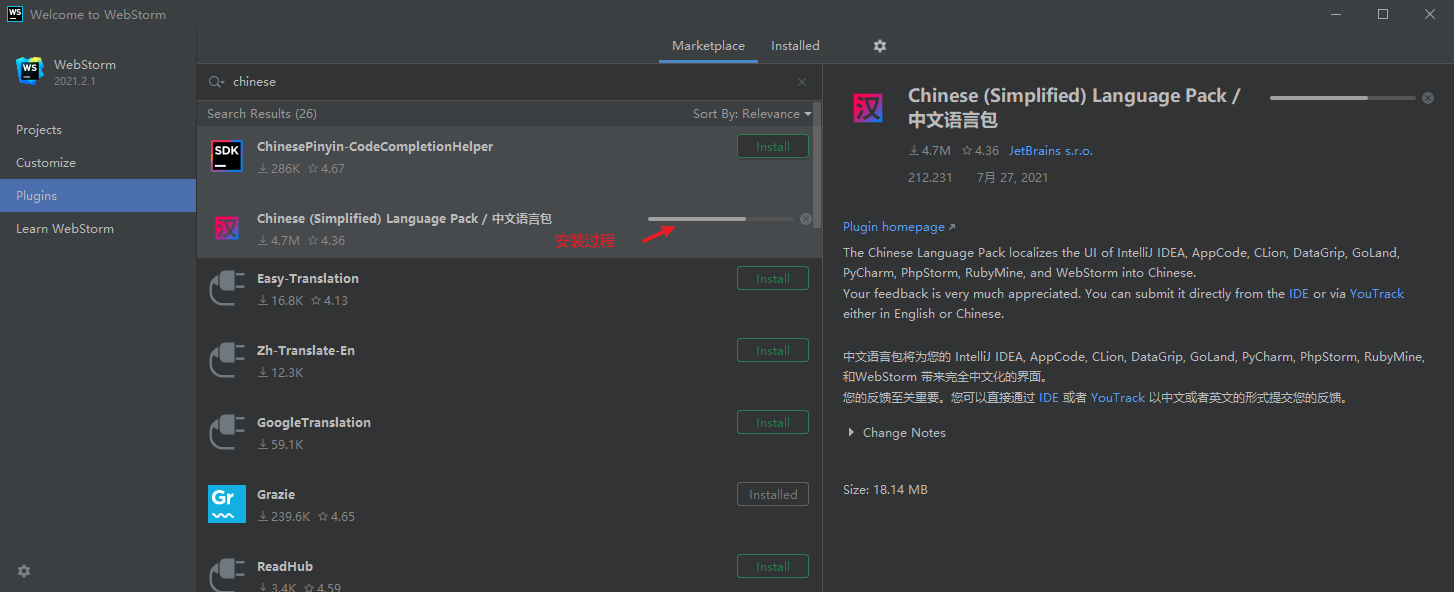 WS Welcome to WebStorm
WS
WebStorm
2021.2.1
Projects
Customize
Plugins
Learn WebStorm
Marketplace Installed
chinese
Search Results (26) Sort By: Relevance
SDK
ChinesePinyin-CodeCompletionHelper Install
286K 4.67
汉
Chinese (Simplified) Language Pack / 中文语言包
4.7M 4.36
安装过程
Easy-Translation Install
16.8K 4.13
Zh-Translate-En Install
12.3K
GoogleTranslation Install
59.1K
Gr
Grazie Installed
239.6K 4.65
ReadHub Install
3.4K 4.59
汉
Chinese (Simplified) Language Pack /
中文语言包
4.7M 4.36 JetBrains s.r.o.
212.231 7月 27, 2021
Plugin homepage
The Chinese Language Pack localizes the UI of IntelliJ IDEA, AppCode, CLion, DataGrip, GoLand,
PyCharm, PhpStorm, RubyMine, and WebStorm into Chinese.
Your feedback is very much appreciated. You can submit it directly from the IDE or via YouTrack
either in English or Chinese.
中文语言包将为您的 IntelliJ IDEA, AppCode, CLion, DataGrip, GoLand, PyCharm, PhpStorm, RubyMine,
和WebStorm 带来完全中文化的界面。
您的反馈至关重要。您可以直接通过 IDE 或者 YouTrack 以中文或者英文的形式提交您的反馈。
Change Notes
Size: 18.14 MB